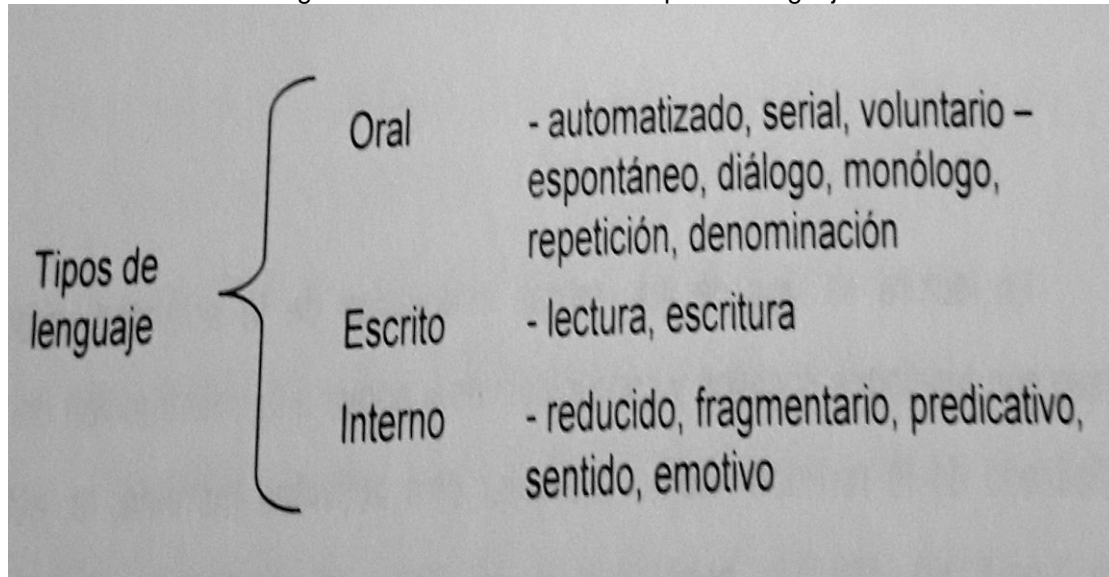 Oral - automatizado, serial, voluntario –
espontáneo, diálogo, monólogo,
repetición, denominación
Tipos de
lenguaje
Escrito - lectura, escritura
Interno - reducido, fragmentario, predicativo,
sentido, emotivo